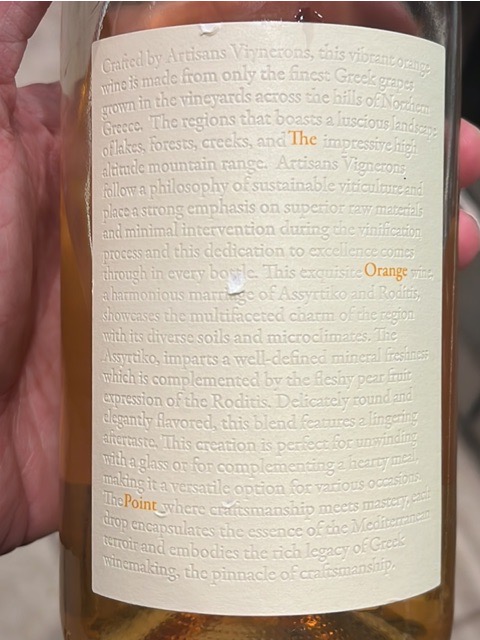 Crafted by Artisans Vignerons, this vibrant orange
wine is made from only the finest Greek grapes
grown in the vineyards across the hills of Northern
Greece. The regions that boasts a luscious landscape
of lakes, forests, creeks, and The impressive high
altitude mountain range. Artisans Vignerons
follow a philosophy of sustainable viticulture and
place a strong emphasis on superior raw materials
and minimal intervention during the vinification
process and this dedication to excellence comes
through in every bottle. This exquisite Orange wine,
a harmonious marriage of Assyrtiko and Roditis,
showcases the multifaceted charm of the region
with its diverse soils and microclimates. The
Assyrtiko, imparts a well-defined mineral freshness
which is complemented by the fleshy pear fruit
expression of the Roditis. Delicately round and
elegantly flavored, this blend features a lingering
aftertaste. This creation is perfect for unwinding
with a glass or for complementing a hearty meal,
making it a versatile option for various occasions.
The Point where craftsmanship meets mastery, each
drop encapsulates the essence of the Mediterranean
terroir and embodies the rich legacy of Greek
winemaking, the pinnacle of craftsmanship.